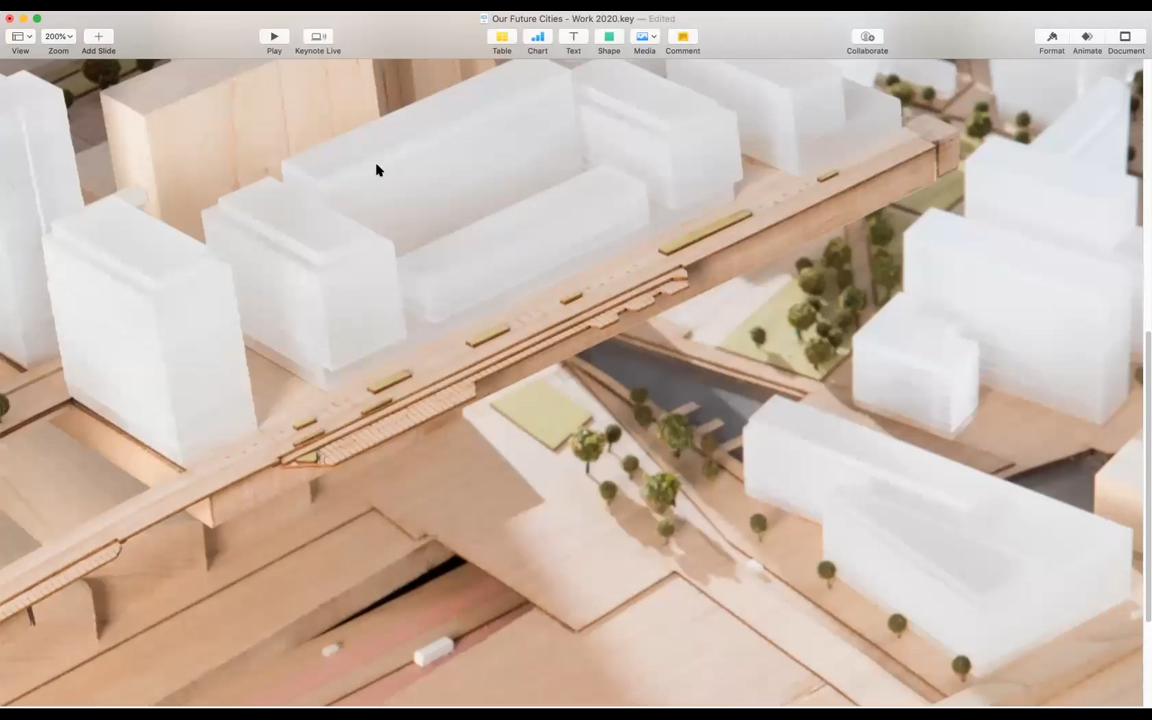 Our Future Cities - Work 2020.key — Edited
200%
View
Zoom
Add Slide
Play
Keynote Live
Table
Chart
Text
Shape
Media
Comment
Collaborate
Format
Animate
Document